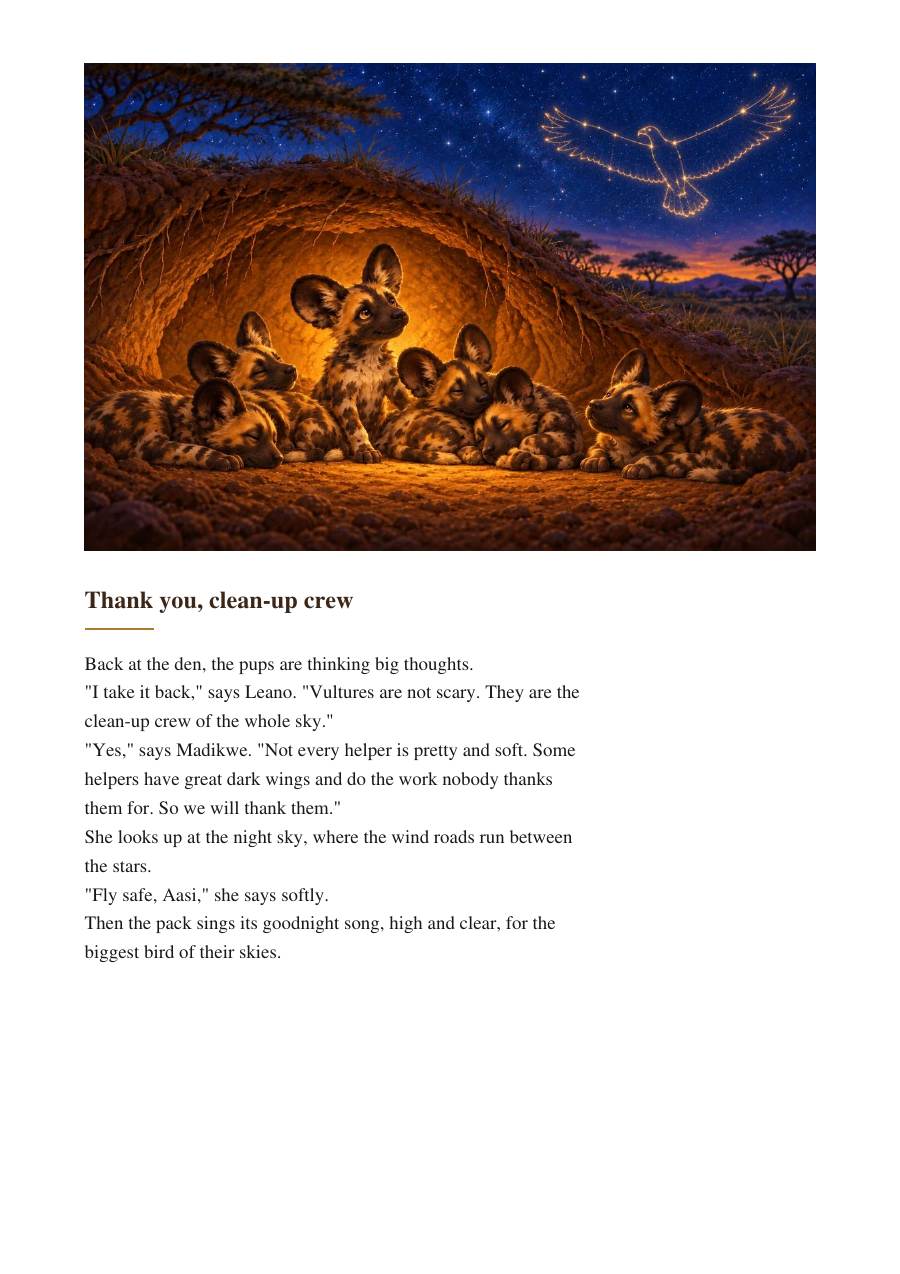 Thank you, clean-up crew
Back at the den, the pups are thinking big thoughts.
"I take it back," says Leano. "Vultures are not scary. They are the
clean-up crew of the whole sky."
"Yes," says Madikwe. "Not every helper is pretty and soft. Some
helpers have great dark wings and do the work nobody thanks
them for. So we will thank them."
She looks up at the night sky, where the wind roads run between
the stars.
"Fly safe, Aasi," she says softly.
Then the pack sings its goodnight song, high and clear, for the
biggest bird of their skies.